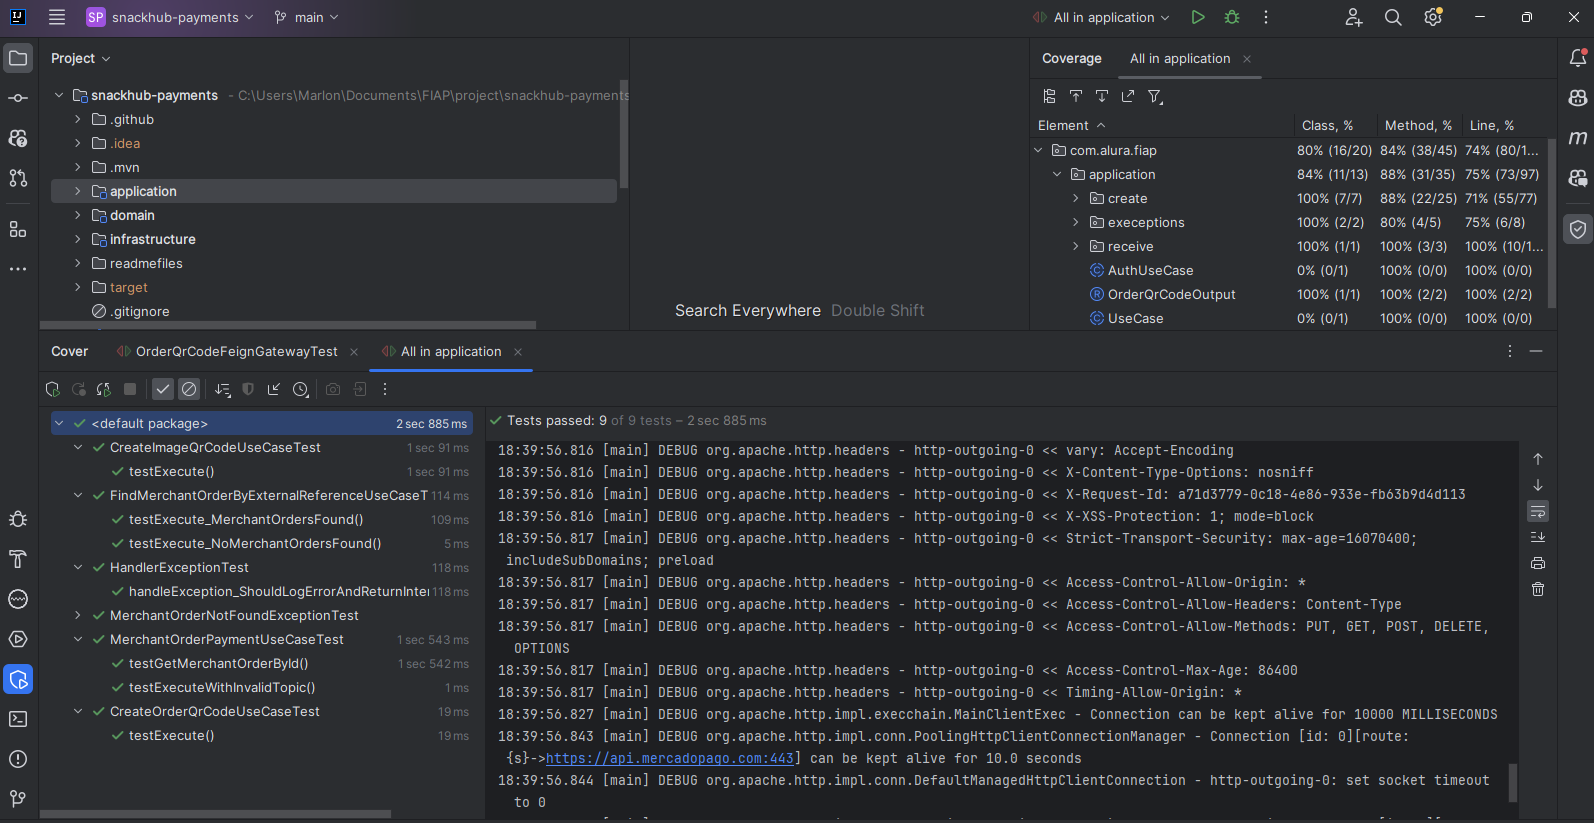 SP snackhub-payments main All in application
Project
snackhub-payments - C:\Users\Marlon\Documents\FIAP\project\snackhub-payments
.github
.idea
.mvn
application
domain
infrastructure
readmefiles
target
.gitignore
Search Everywhere Double Shift
Coverage All in application
Element Class, % Method, % Line, %
com.alura.fiap 80% (16/20) 84% (38/45) 74% (80/1...
application 84% (11/13) 88% (31/35) 75% (73/97)
create 100% (7/7) 88% (22/25) 71% (55/77)
execeptions 100% (2/2) 80% (4/5) 75% (6/8)
receive 100% (1/1) 100% (3/3) 100% (10/1...
AuthUseCase 0% (0/1) 100% (0/0) 100% (0/0)
OrderQrCodeOutput 100% (1/1) 100% (2/2) 100% (2/2)
UseCase 0% (0/1) 100% (0/0) 100% (0/0)
Cover OrderQrCodeFeignGatewayTest All in application
<default package> 2 sec 885 ms
CreateImageQrCodeUseCaseTest 1 sec 91 ms
testExecute() 1 sec 91 ms
FindMerchantOrderByExternalReferenceUseCaseT 114 ms
testExecute_MerchantOrdersFound() 109 ms
testExecute_NoMerchantOrdersFound() 5 ms
HandlerExceptionTest 118 ms
handleException_ShouldLogErrorAndReturnInter 118 ms
MerchantOrderNotFoundExceptionTest
MerchantOrderPaymentUseCaseTest 1 sec 543 ms
testGetMerchantOrderById() 1 sec 542 ms
testExecuteWithInvalidTopic() 1 ms
CreateOrderQrCodeUseCaseTest 19 ms
testExecute() 19 ms
Tests passed: 9 of 9 tests – 2 sec 885 ms
18:39:56.816 [main] DEBUG org.apache.http.headers - http-outgoing-0 << vary: Accept-Encoding
18:39:56.816 [main] DEBUG org.apache.http.headers - http-outgoing-0 << X-Content-Type-Options: nosniff
18:39:56.816 [main] DEBUG org.apache.http.headers - http-outgoing-0 << X-Request-Id: a71d3779-0c18-4e86-933e-fb63b9d4d113
18:39:56.816 [main] DEBUG org.apache.http.headers - http-outgoing-0 << X-XSS-Protection: 1; mode=block
18:39:56.817 [main] DEBUG org.apache.http.headers - http-outgoing-0 << Strict-Transport-Security: max-age=16070400;
includeSubDomains; preload
18:39:56.817 [main] DEBUG org.apache.http.headers - http-outgoing-0 << Access-Control-Allow-Origin: *
18:39:56.817 [main] DEBUG org.apache.http.headers - http-outgoing-0 << Access-Control-Allow-Headers: Content-Type
18:39:56.817 [main] DEBUG org.apache.http.headers - http-outgoing-0 << Access-Control-Allow-Methods: PUT, GET, POST, DELETE,
OPTIONS
18:39:56.817 [main] DEBUG org.apache.http.headers - http-outgoing-0 << Access-Control-Max-Age: 86400
18:39:56.817 [main] DEBUG org.apache.http.headers - http-outgoing-0 << Timing-Allow-Origin: *
18:39:56.827 [main] DEBUG org.apache.http.impl.execchain.MainClientExec - Connection can be kept alive for 10000 MILLISECONDS
18:39:56.843 [main] DEBUG org.apache.http.impl.conn.PoolingHttpClientConnectionManager - Connection [id: 0][route:
{s}->https://api.mercadopago.com:443] can be kept alive for 10.0 seconds
18:39:56.844 [main] DEBUG org.apache.http.impl.conn.DefaultManagedHttpClientConnection - http-outgoing-0: set socket timeout
to 0